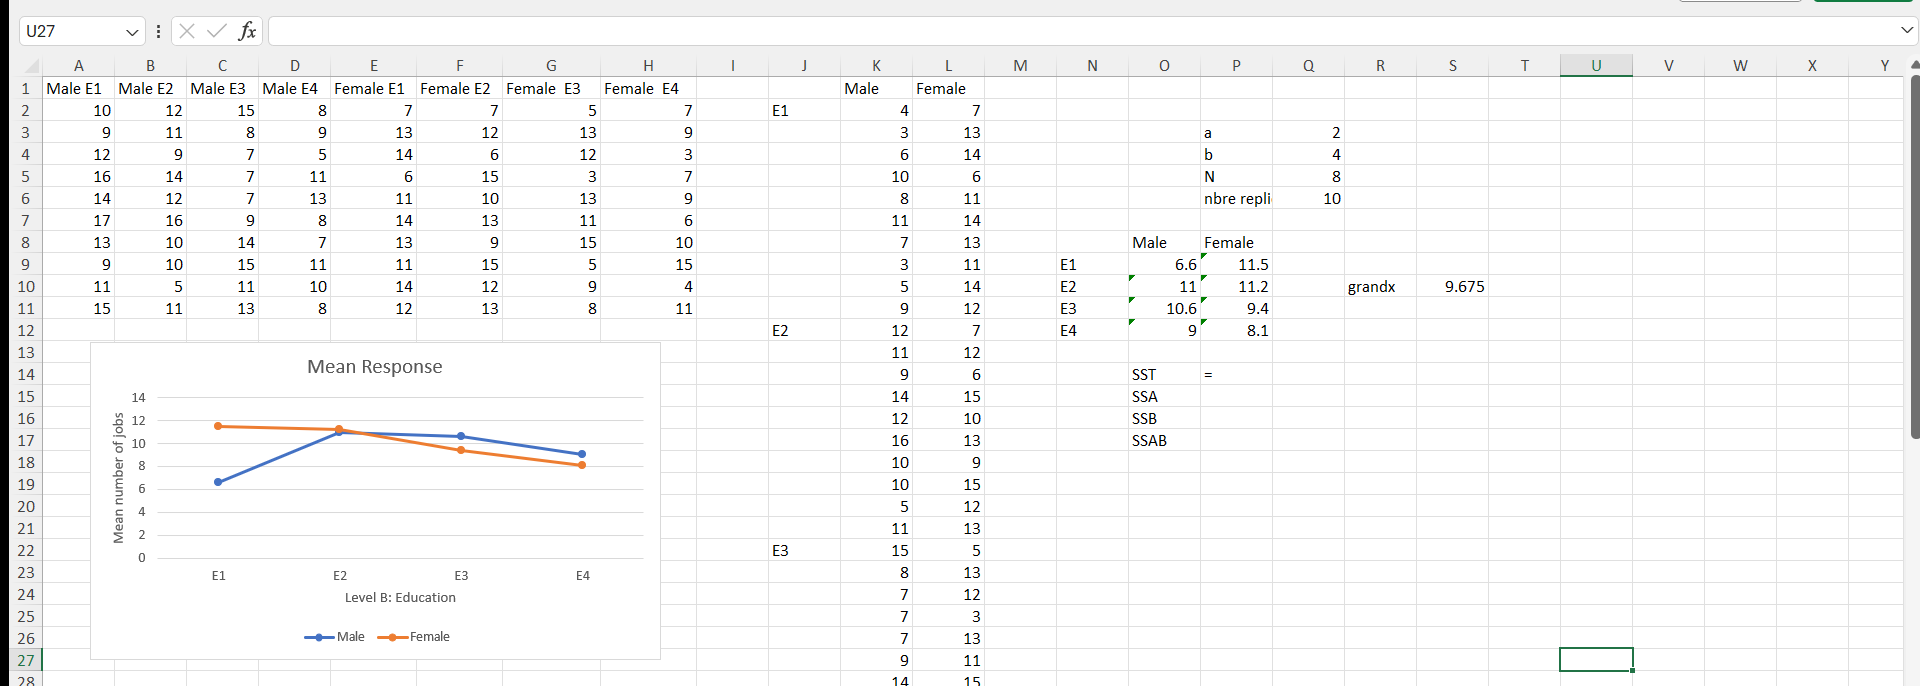 U27 fx
A B C D E F G H I J K L M N O P Q R S T U V W X Y
1 Male E1 Male E2 Male E3 Male E4 Female E1 Female E2 Female E3 Female E4 Male Female
2 10 12 15 8 7 7 5 7 E1 4 7
3 9 11 8 9 13 12 13 9 3 13 a 2
4 12 9 7 5 14 6 12 3 6 14 b 4
5 16 14 7 11 6 15 3 7 10 6 N 8
6 14 12 7 13 11 10 13 9 8 11 nbre repli 10
7 17 16 9 8 14 13 11 6 11 14
8 13 10 14 7 13 9 15 10 7 13 Male Female
9 9 10 15 11 11 15 5 15 3 11 E1 6.6 11.5
10 11 5 11 10 14 12 9 4 5 14 E2 11 11.2 grandx 9.675
11 15 11 13 8 12 13 8 11 9 12 E3 10.6 9.4
12 E2 12 7 E4 9 8.1
13 11 12
14 9 6 SST =
15 14 15 SSA
16 12 10 SSB
17 16 13 SSAB
18 10 9
19 10 15
20 5 12
21 11 13
22 E3 15 5
23 8 13
24 7 12
25 7 3
26 7 13
27 9 11
28 14 15
Mean Response
Mean number of jobs
14
12
10
8
6
4
2
0
E1 E2 E3 E4
Level B: Education
Male Female